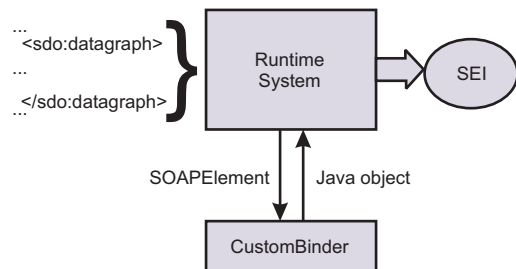 ...
<sdo:datagraph>
...
</sdo:datagraph>
...
Runtime
System
SEI
SOAPElement
Java object
CustomBinder